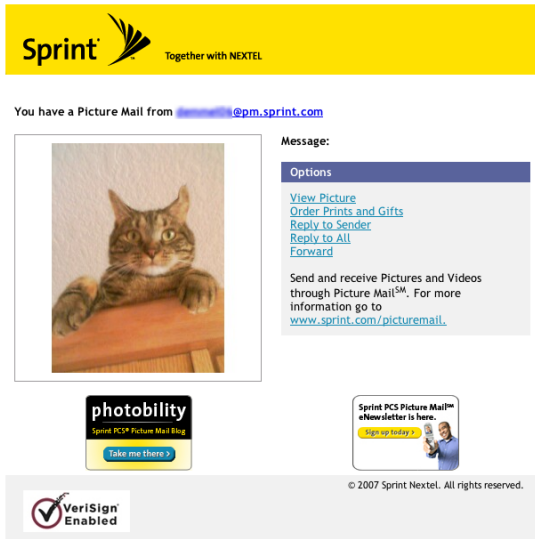 Sprint Together with NEXTEL
You have a Picture Mail from @pm.sprint.com
Message:
Options
View Picture
Order Prints and Gifts
Reply to Sender
Reply to All
Forward
Send and receive Pictures and Videos
through Picture Mail℠. For more
information go to
www.sprint.com/picturemail.
photobility
Sprint PCS® Picture Mail Blog
Take me there >
Sprint PCS Picture Mail℠
eNewsletter is here.
Sign up today >
© 2007 Sprint Nextel. All rights reserved.
VeriSign®
Enabled